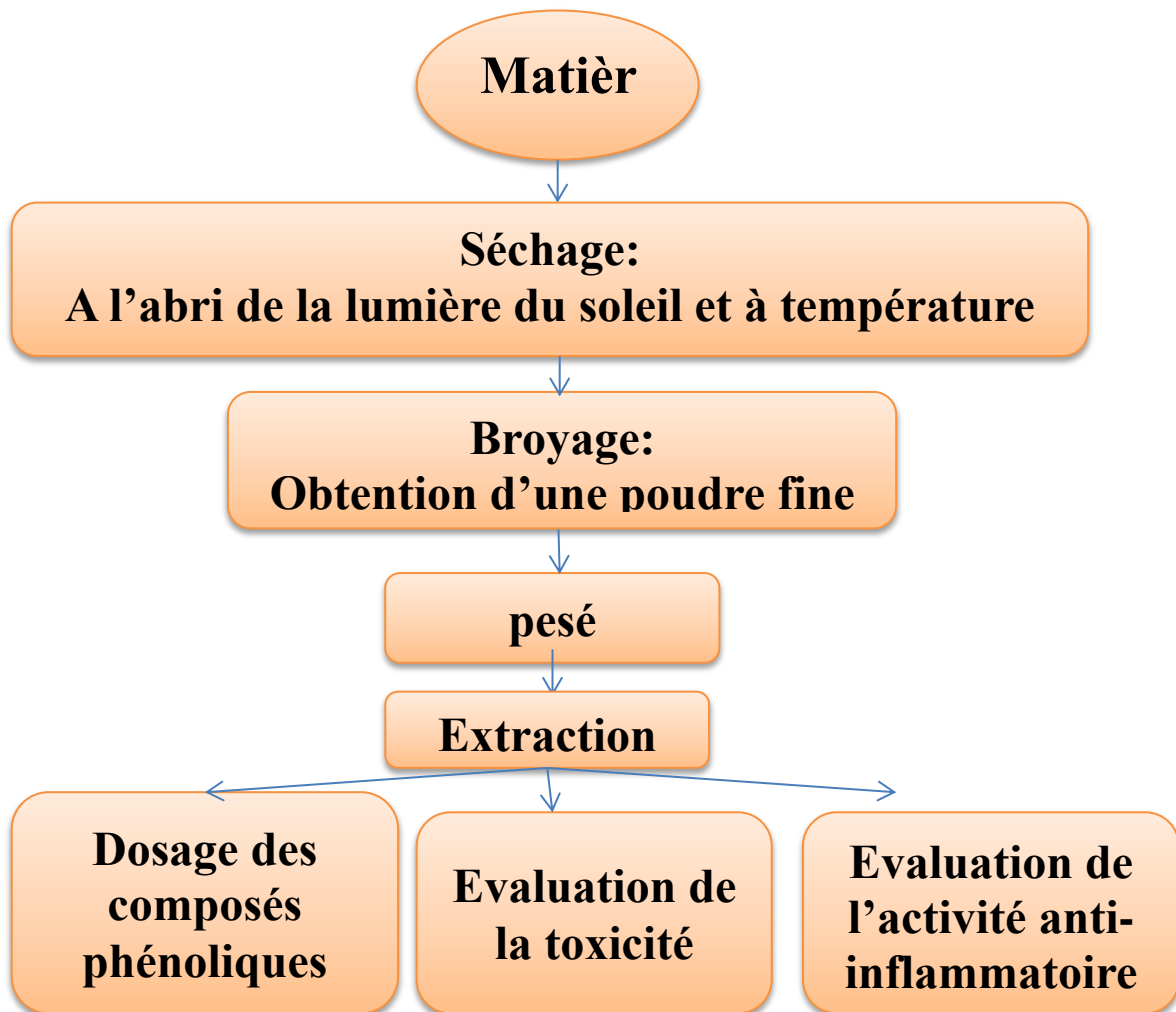 Matièr
Séchage:
A l’abri de la lumière du soleil et à température
Broyage:
Obtention d’une poudre fine
pesé
Extraction
Dosage des
composés
phénoliques
Evaluation de
la toxicité
Evaluation de
l’activité anti-
inflammatoire